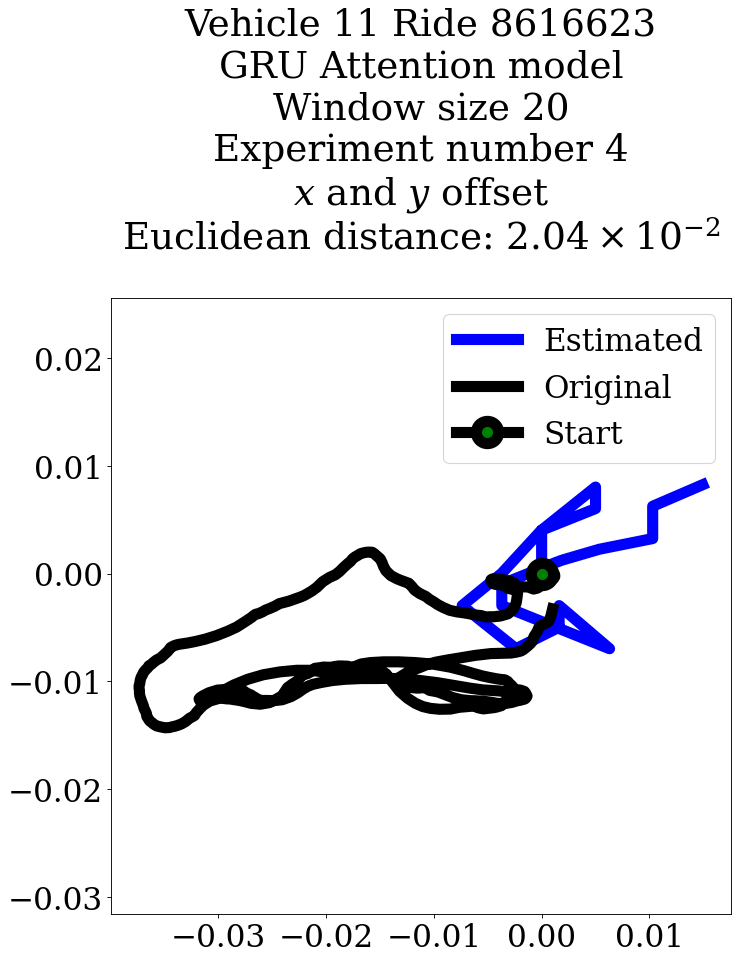 Vehicle 11 Ride 8616623
GRU Attention model
Window size 20
Experiment number 4
x and y offset
Euclidean distance: 2.04 × 10⁻²
Estimated
Original
Start
0.02
0.01
0.00
−0.01
−0.02
−0.03
−0.03 −0.02 −0.01 0.00 0.01